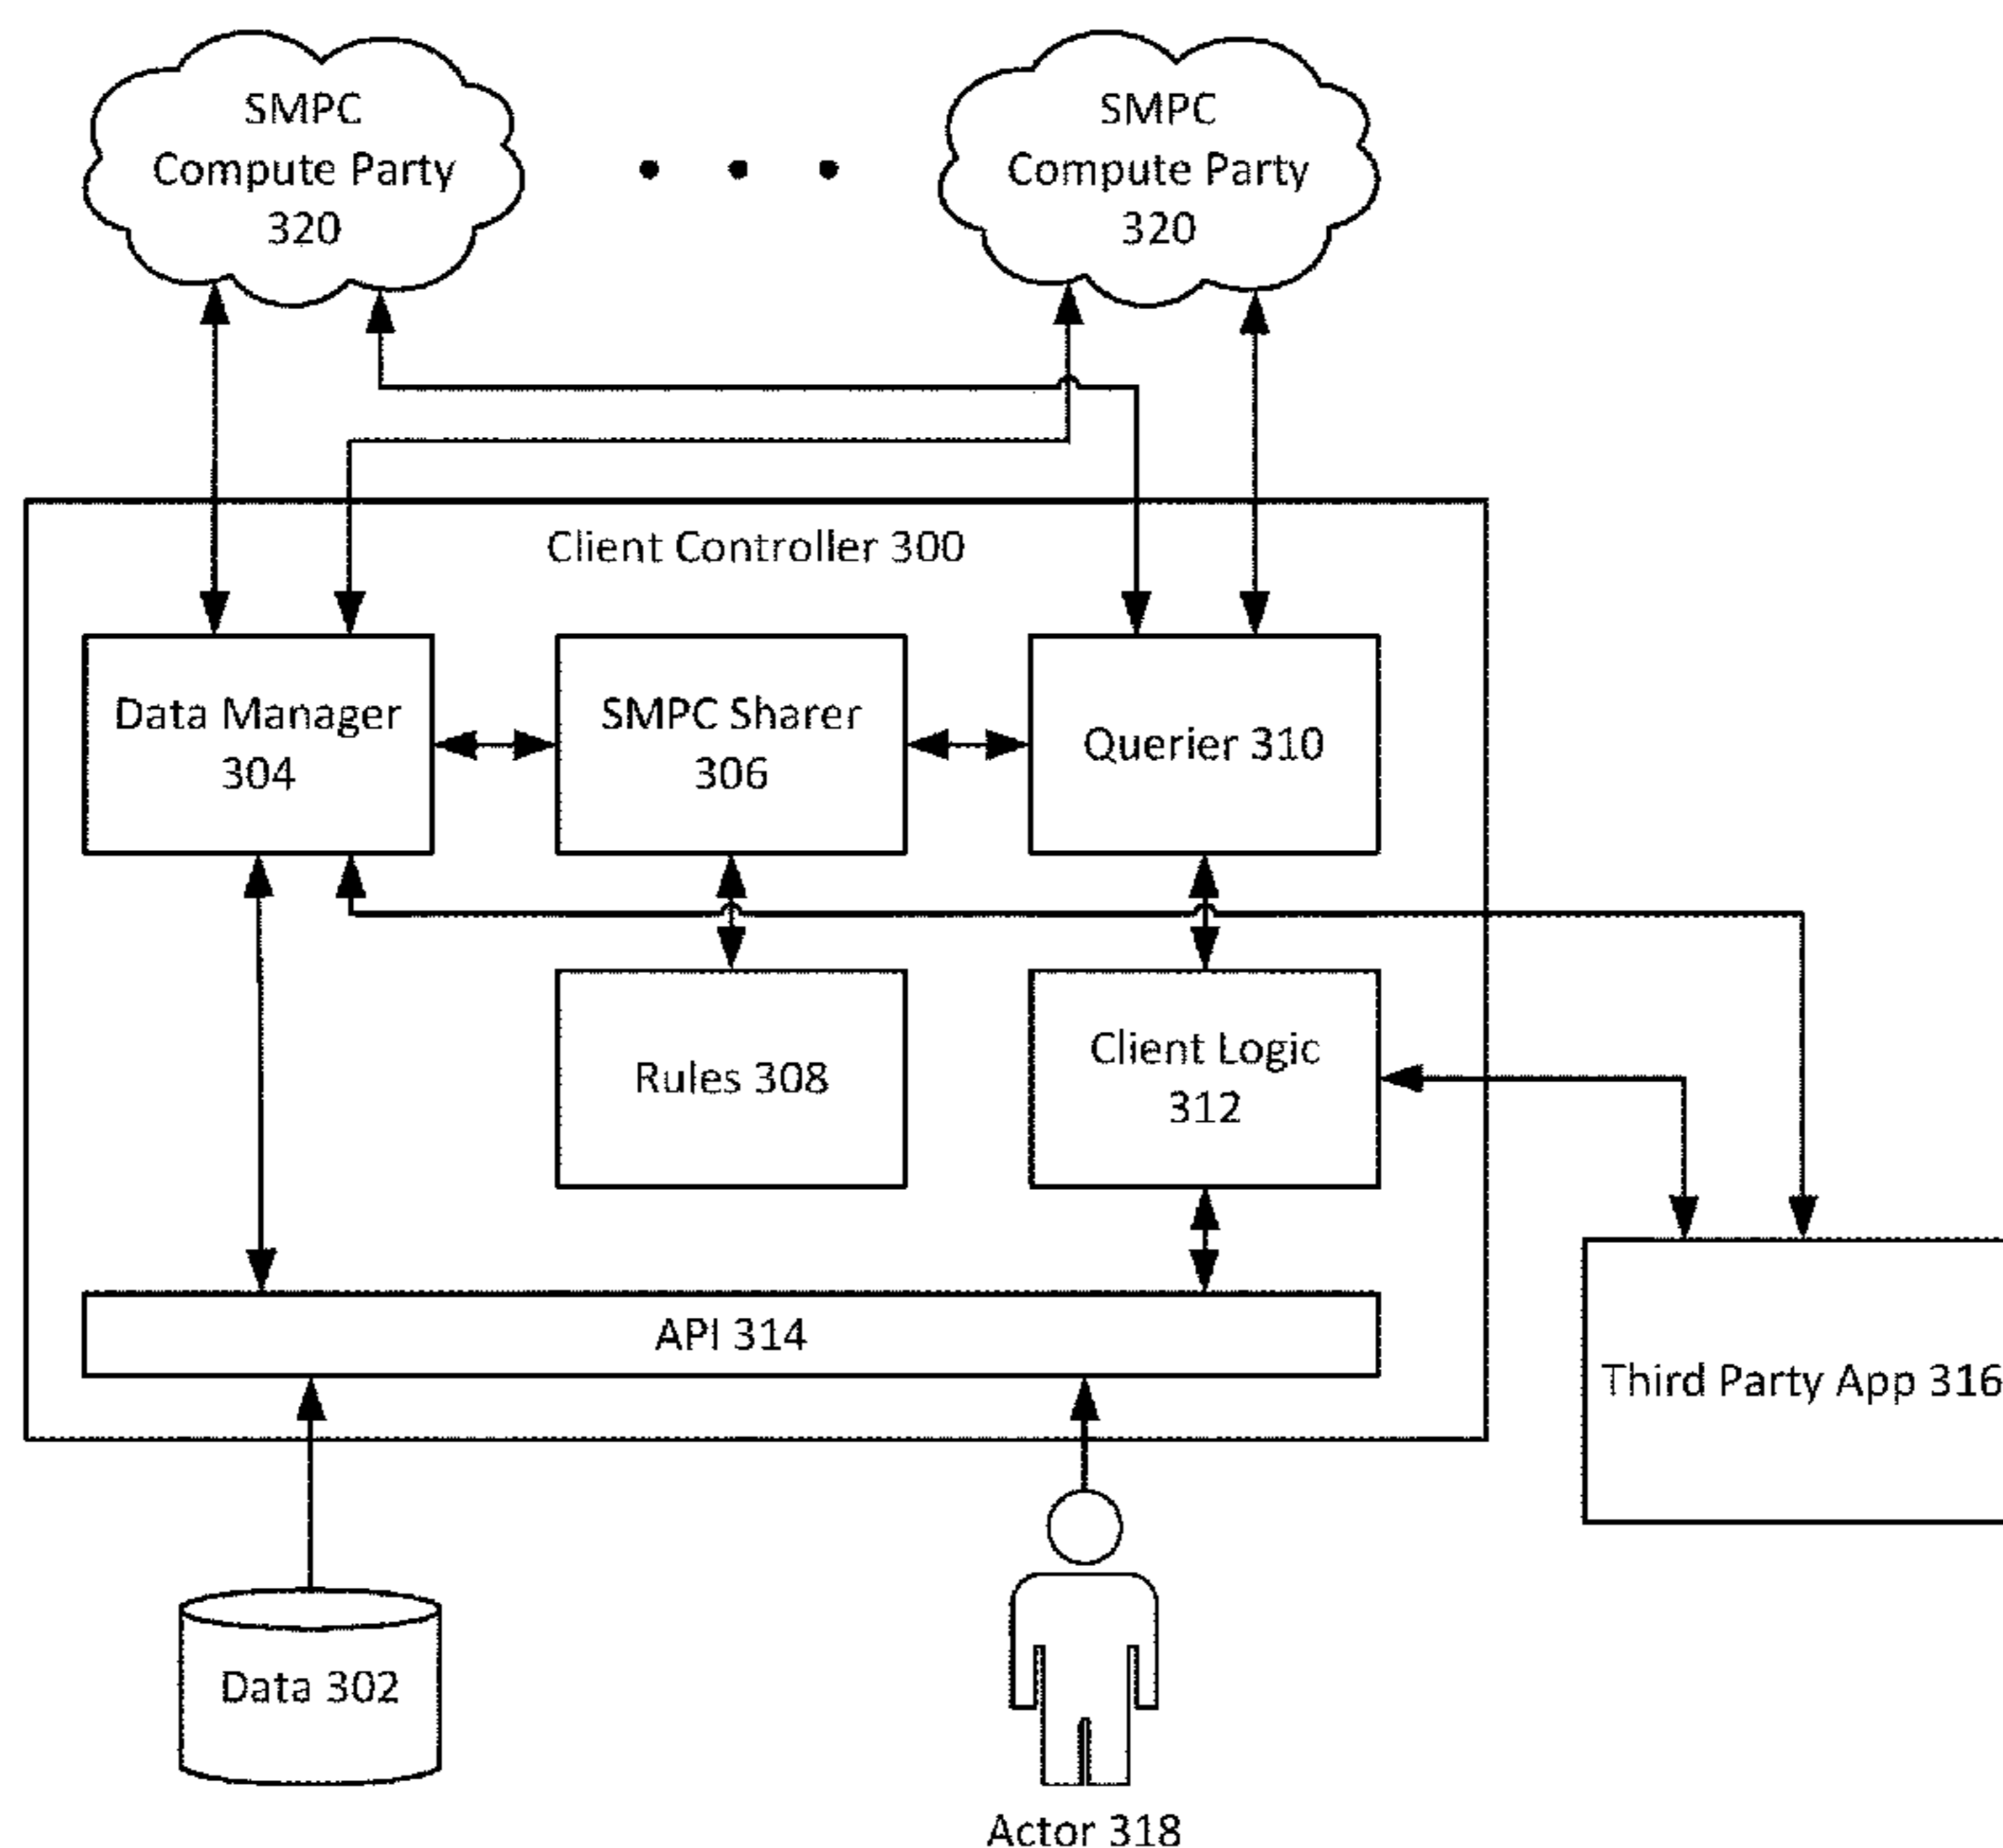 SMPC
Compute Party
320
SMPC
Compute Party
320
Client Controller 300
Data Manager
304
SMPC Sharer
306
Querier 310
Rules 308
Client Logic
312
API 314
Third Party App 316
Data 302
Actor 318